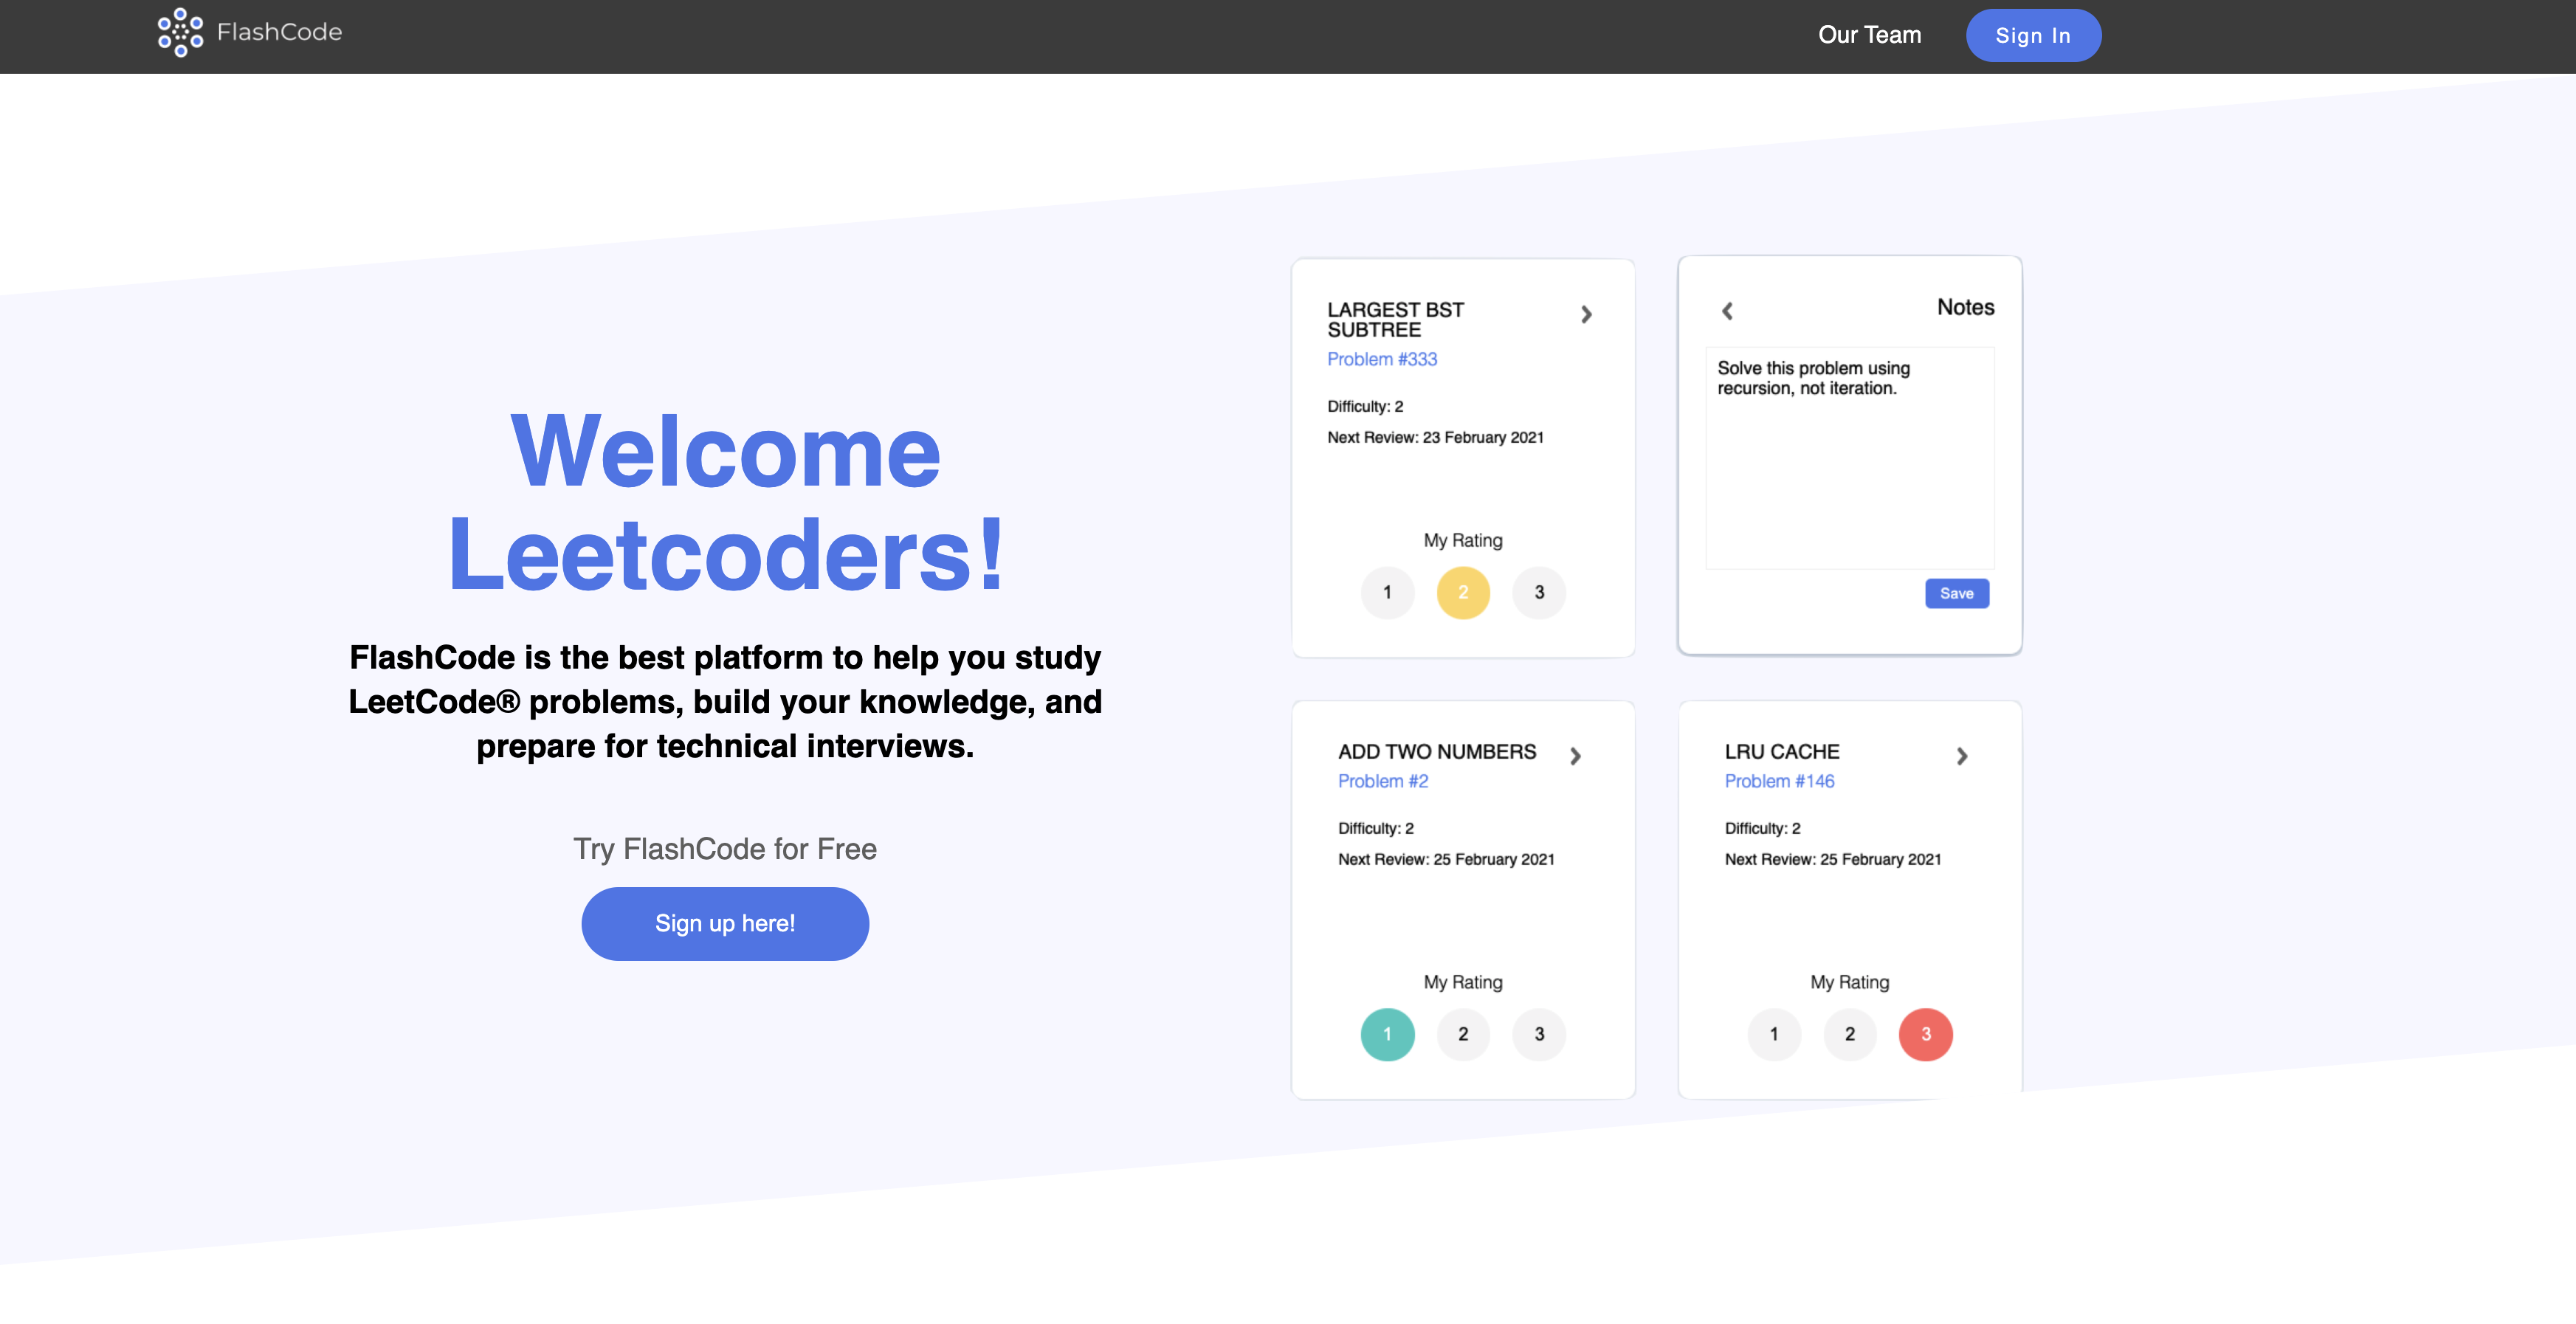 FlashCode
Our Team
Sign In
Welcome
Leetcoders!
FlashCode is the best platform to help you study
LeetCode® problems, build your knowledge, and
prepare for technical interviews.
Try FlashCode for Free
Sign up here!
LARGEST BST
SUBTREE
Problem #333
Difficulty: 2
Next Review: 23 February 2021
My Rating
1 2 3
Notes
Solve this problem using
recursion, not iteration.
Save
ADD TWO NUMBERS
Problem #2
Difficulty: 2
Next Review: 25 February 2021
My Rating
1 2 3
LRU CACHE
Problem #146
Difficulty: 2
Next Review: 25 February 2021
My Rating
1 2 3